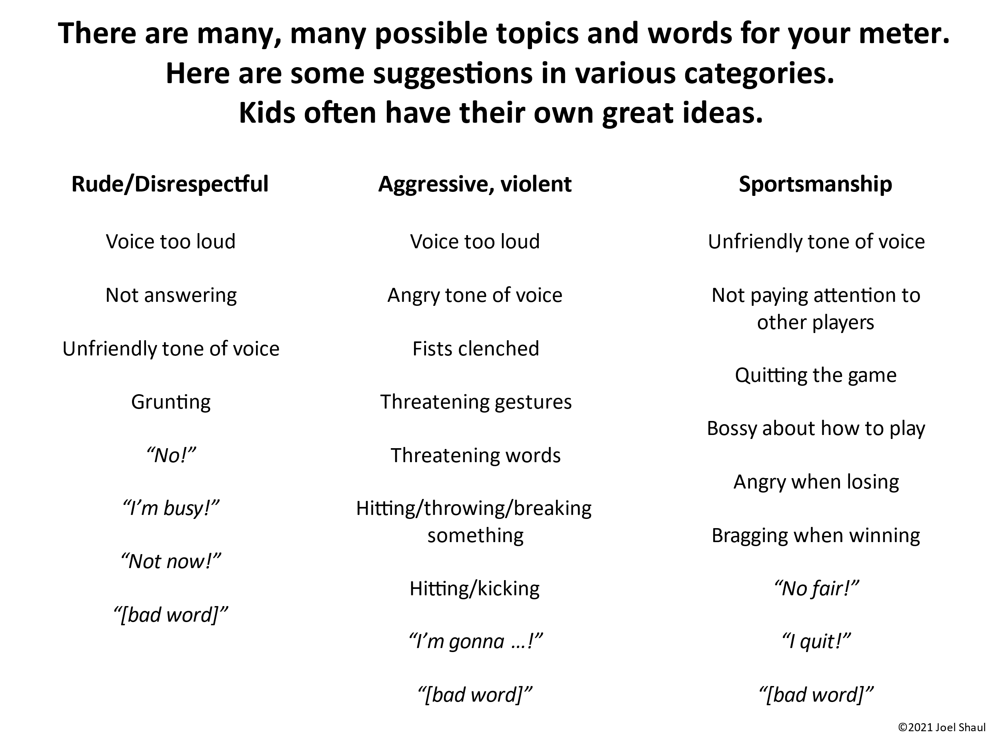 There are many, many possible topics and words for your meter.
Here are some suggestions in various categories.
Kids often have their own great ideas.
Rude/Disrespectful
Voice too loud
Not answering
Unfriendly tone of voice
Grunting
“No!”
“I’m busy!”
“Not now!”
“[bad word]”
Aggressive, violent
Voice too loud
Angry tone of voice
Fists clenched
Threatening gestures
Threatening words
Hitting/throwing/breaking
something
Hitting/kicking
“I’m gonna …!”
“[bad word]”
Sportsmanship
Unfriendly tone of voice
Not paying attention to
other players
Quitting the game
Bossy about how to play
Angry when losing
Bragging when winning
“No fair!”
“I quit!”
“[bad word]”
©2021 Joel Shaul